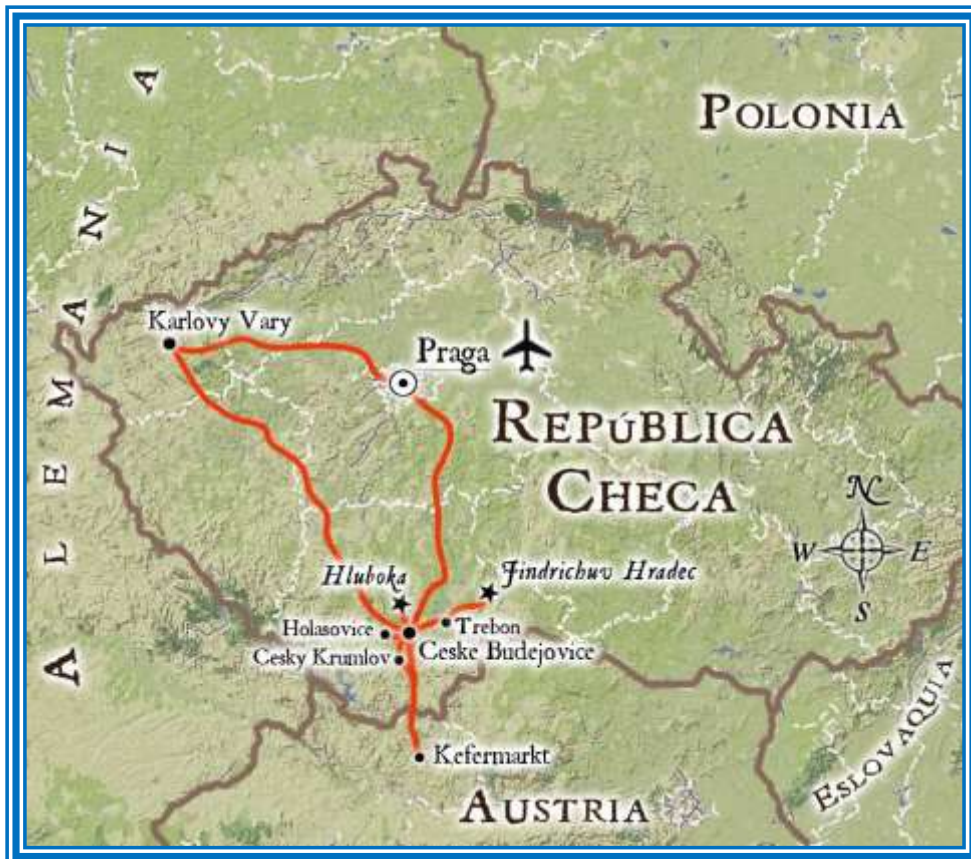 POLONIA
ALEMANIA
Karlovy Vary
Praga
REPÚBLICA
CHECA
N
W E
S
Hluboka
Jindrichuv Hradec
Holasovice
Trebon
Cesky Krumlov
Ceske Budejovice
Kefermarkt
ESLOVAQUIA
AUSTRIA